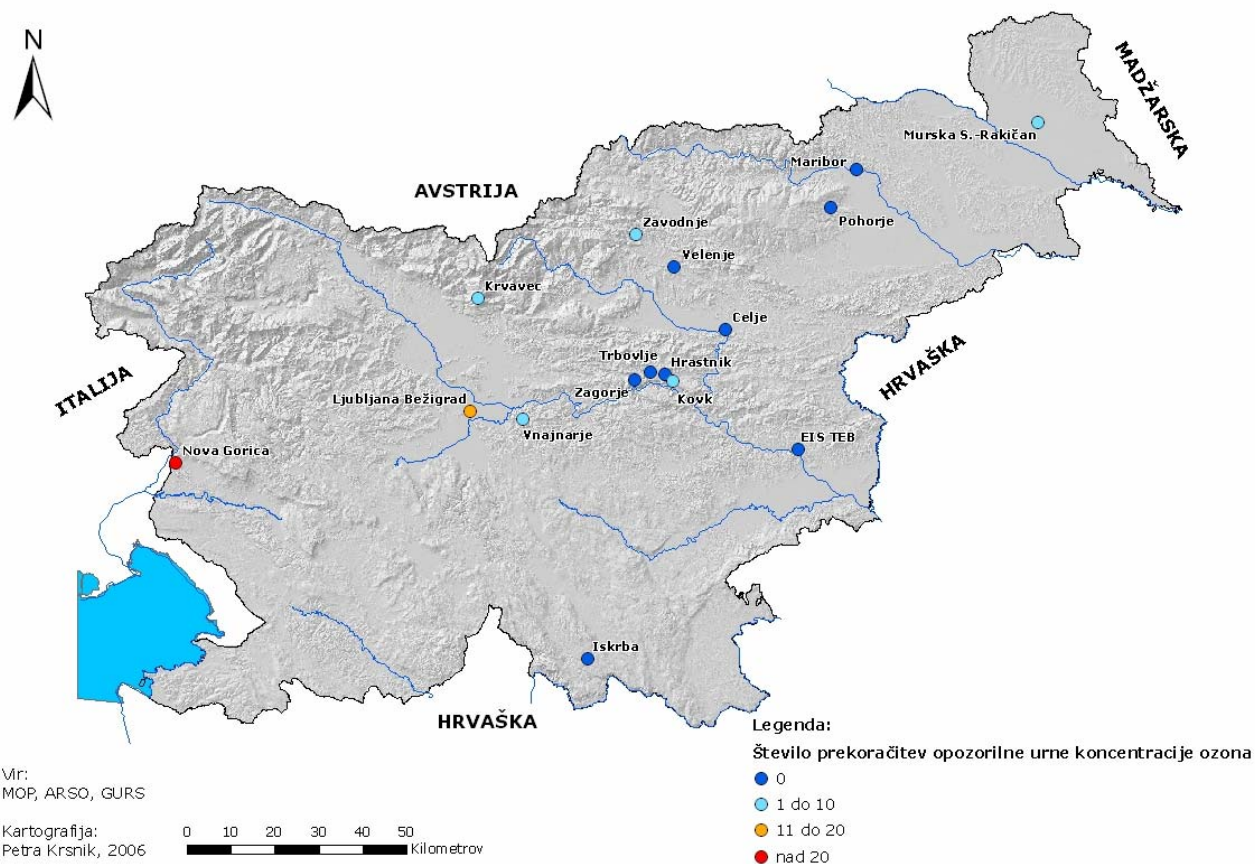 N
MADŽARSKA
Murska S.-Rakičan
Maribor
AVSTRIJA
Zavodnje
Pohorje
Velenje
Krvavec
Celje
HRVAŠKA
Trbovlje
Hrastnik
ITALIJA
Zagorje
Kovk
Ljubljana Bežigrad
Vnajnarje
EIS TEB
Nova Gorica
Iskrba
HRVAŠKA
Legenda:
Število prekoračitev opozorilne urne koncentracije ozona
0
1 do 10
11 do 20
nad 20
Vir:
MOP, ARSO, GURS
Kartografija:
Petra Krsnik, 2006
0 10 20 30 40 50
Kilometrov